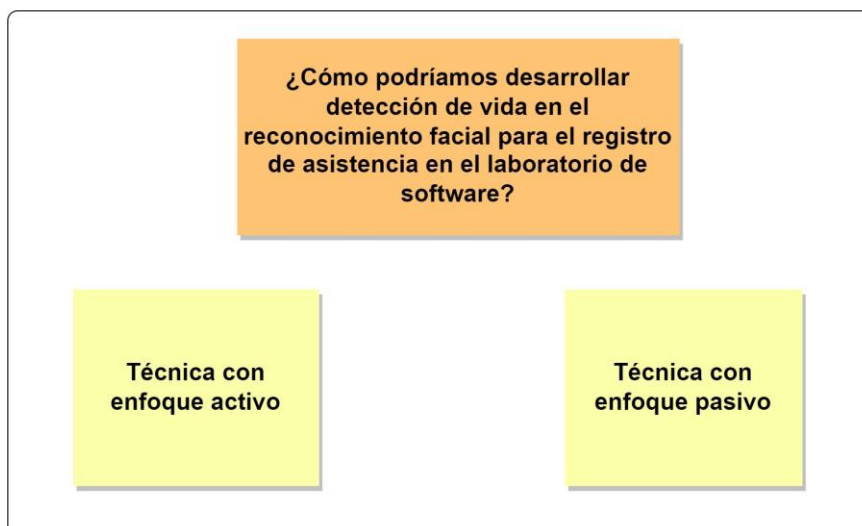 ¿Cómo podríamos desarrollar
detección de vida en el
reconocimiento facial para el registro
de asistencia en el laboratorio de
software?
Técnica con
enfoque activo
Técnica con
enfoque pasivo